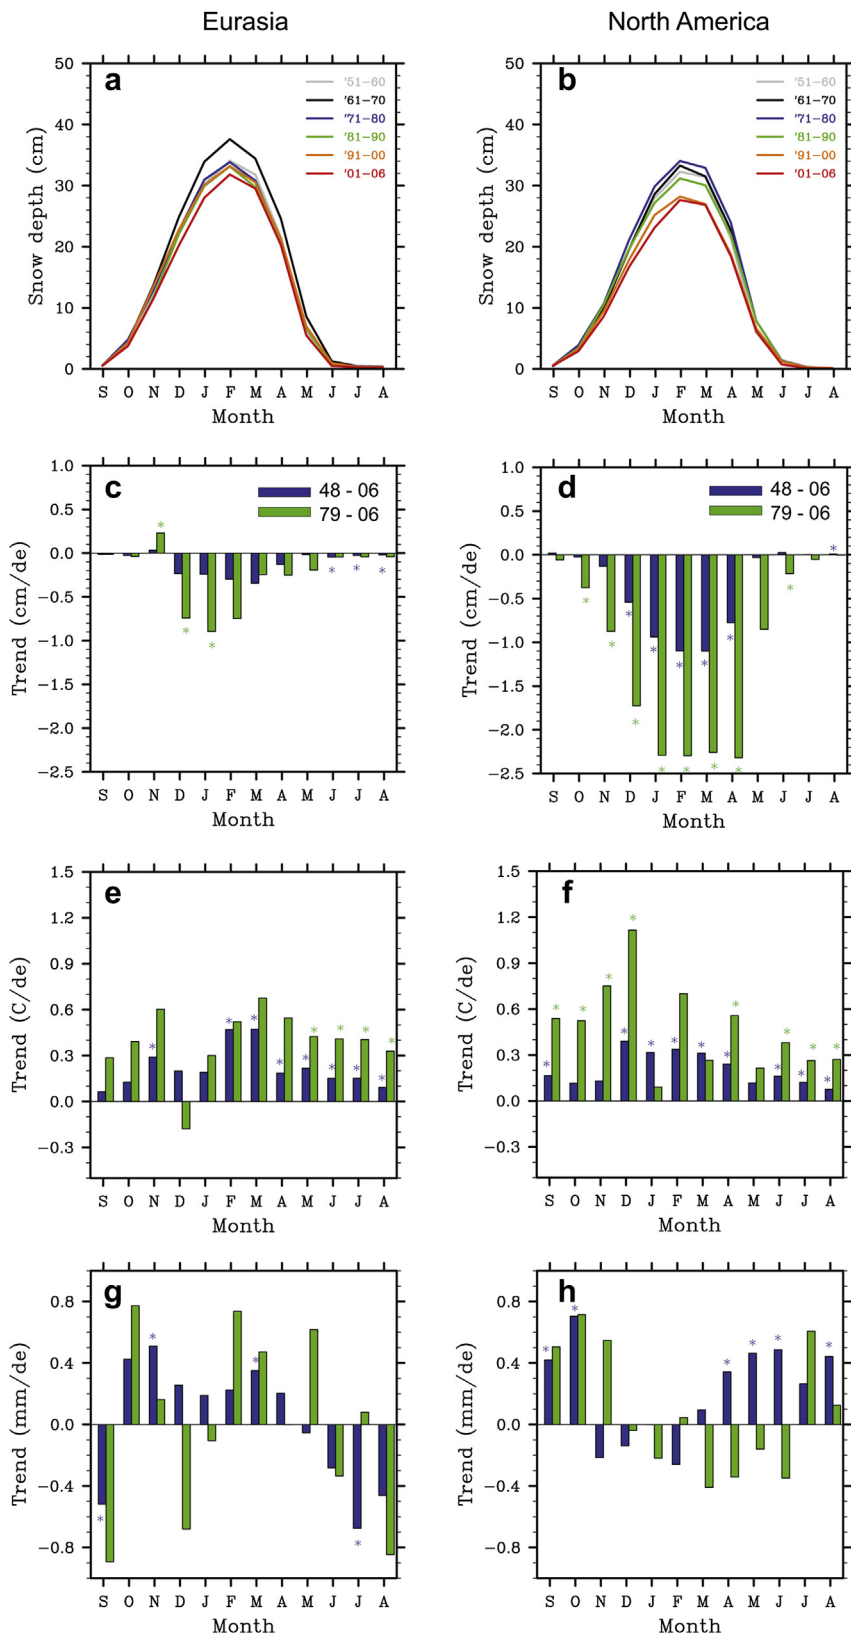 Eurasia
North America
a
50
40
30
20
10
0
Snow depth (cm)
'51-60
'61-70
'71-80
'81-90
'91-00
'01-06
S O N D J F M A M J J A
Month
b
50
40
30
20
10
0
Snow depth (cm)
'51-60
'61-70
'71-80
'81-90
'91-00
'01-06
S O N D J F M A M J J A
Month
c
1.0
0.5
0.0
-0.5
-1.0
-1.5
-2.0
-2.5
Trend (cm/de)
48 - 06
79 - 06
* * * * * *
S O N D J F M A M J J A
Month
d
1.0
0.5
0.0
-0.5
-1.0
-1.5
-2.0
-2.5
Trend (cm/de)
48 - 06
79 - 06
S O N D J F M A M J J A
Month
e
1.5
1.2
0.9
0.6
0.3
0.0
-0.3
Trend (C/de)
S O N D J F M A M J J A
Month
f
1.5
1.2
0.9
0.6
0.3
0.0
-0.3
Trend (C/de)
S O N D J F M A M J J A
Month
g
0.8
0.4
0.0
-0.4
-0.8
Trend (mm/de)
S O N D J F M A M J J A
Month
h
0.8
0.4
0.0
-0.4
-0.8
Trend (mm/de)
S O N D J F M A M J J A
Month